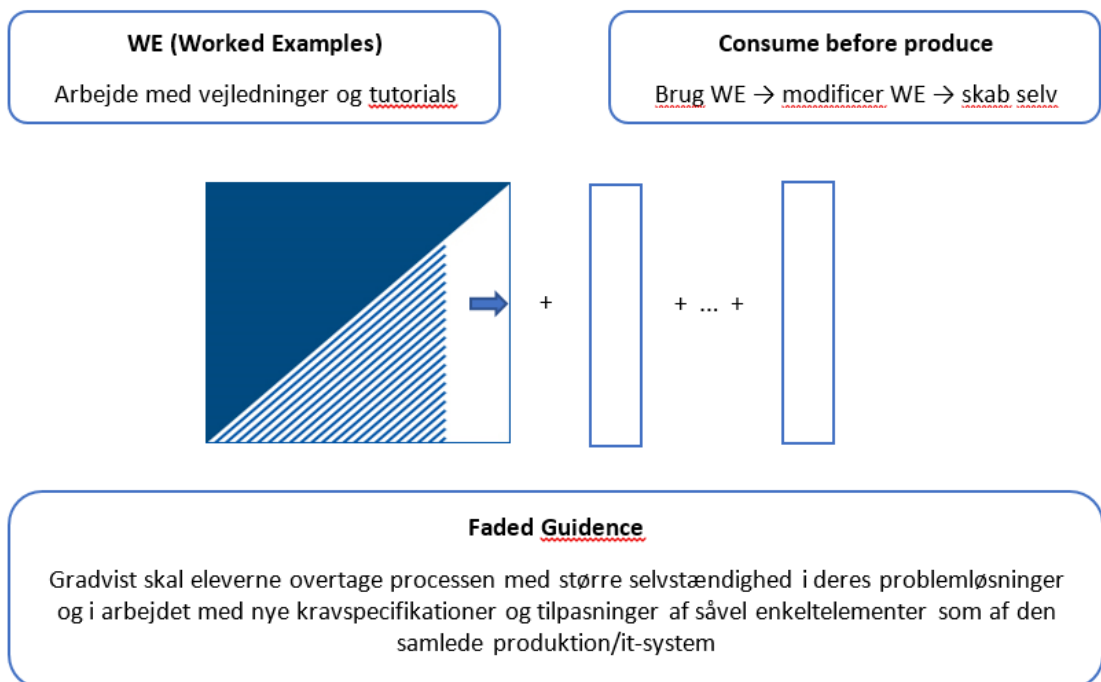 WE (Worked Examples)
Arbejde med vejledninger og tutorials
Consume before produce
Brug WE → modificer WE → skab selv
+
+ ... +
Faded Guidence
Gradvist skal eleverne overtage processen med større selvstændighed i deres problemløsninger
og i arbejdet med nye kravspecifikationer og tilpasninger af såvel enkeltelementer som af den
samlede produktion/it-system